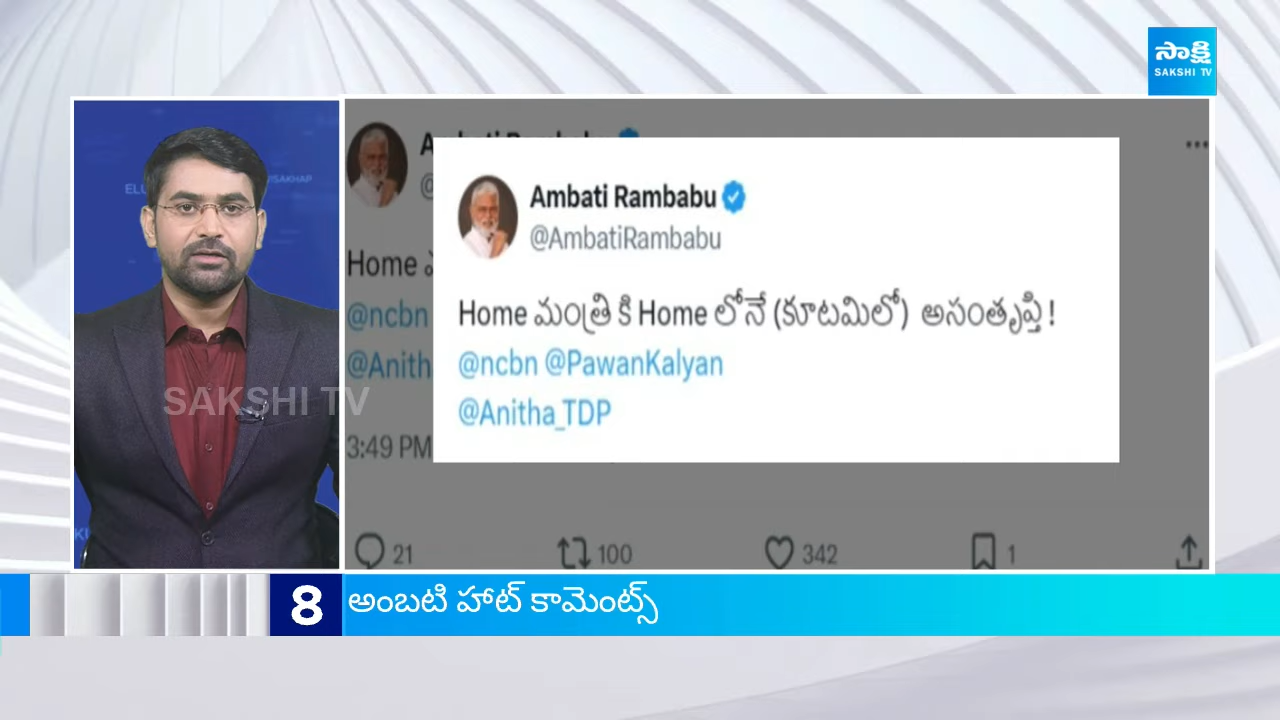 సాక్షి
SAKSHI TV
Ambati Rambabu
@AmbatiRambabu
Home మంత్రి కి Home లోనే (కూటమిలో) అసంతృప్తి !
@ncbn @PawanKalyan
@Anitha_TDP
Home
@ncbn
@Anith
3:49 PM
21 100 342 1
SAKSHI TV
8 అంబటి హాట్ కామెంట్స్